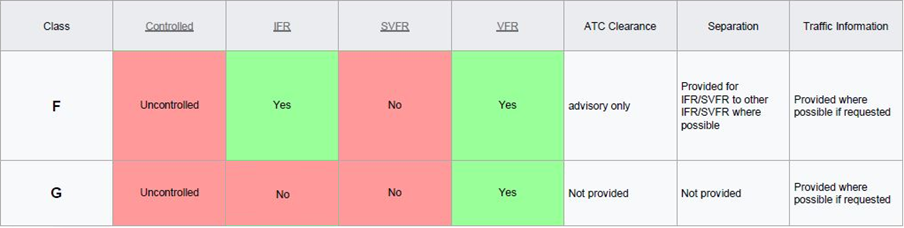 Class Controlled IFR SVFR VFR ATC Clearance Separation Traffic Information
F Uncontrolled Yes No Yes advisory only
Provided for
IFR/SVFR to other
IFR/SVFR where
possible
Provided where
possible if requested
G Uncontrolled No No Yes Not provided Not provided
Provided where
possible if requested